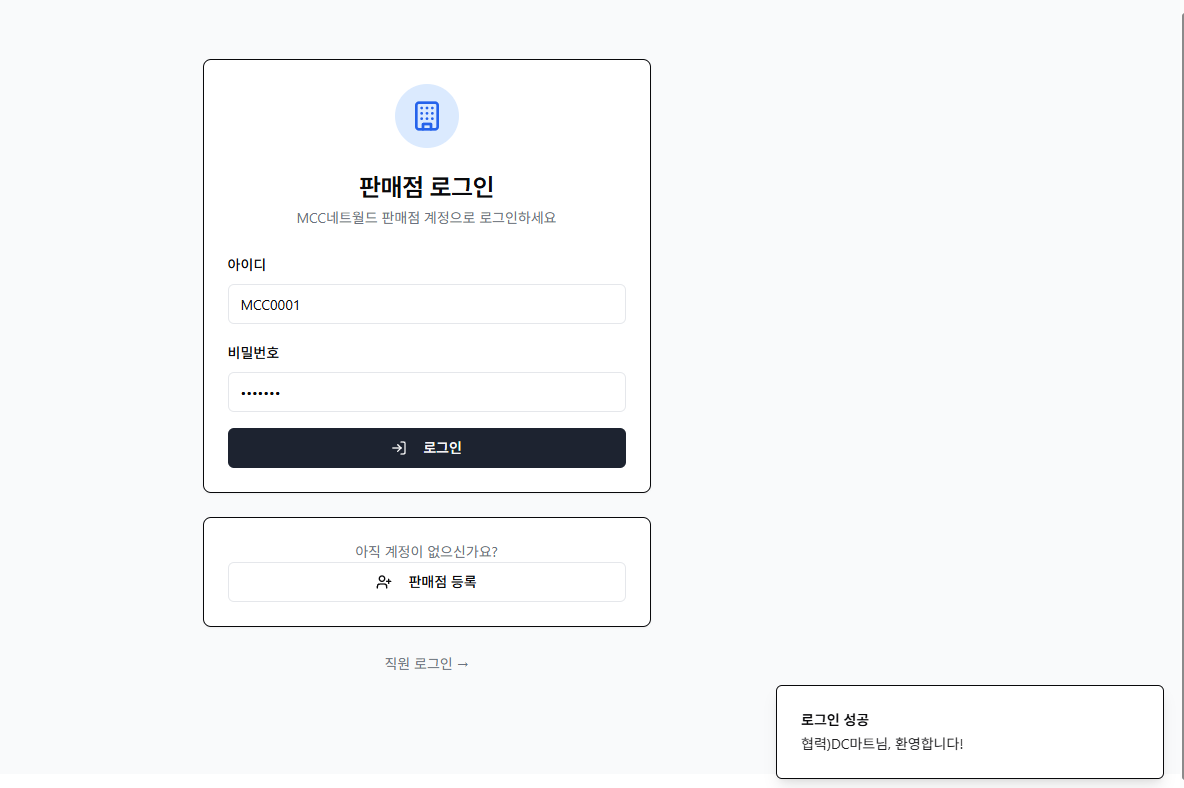 판매점 로그인
MCC네트월드 판매점 계정으로 로그인하세요
아이디
MCC0001
비밀번호
•••••••
로그인
아직 계정이 없으신가요?
판매점 등록
직원 로그인 →
로그인 성공
협력)DC마트님, 환영합니다!